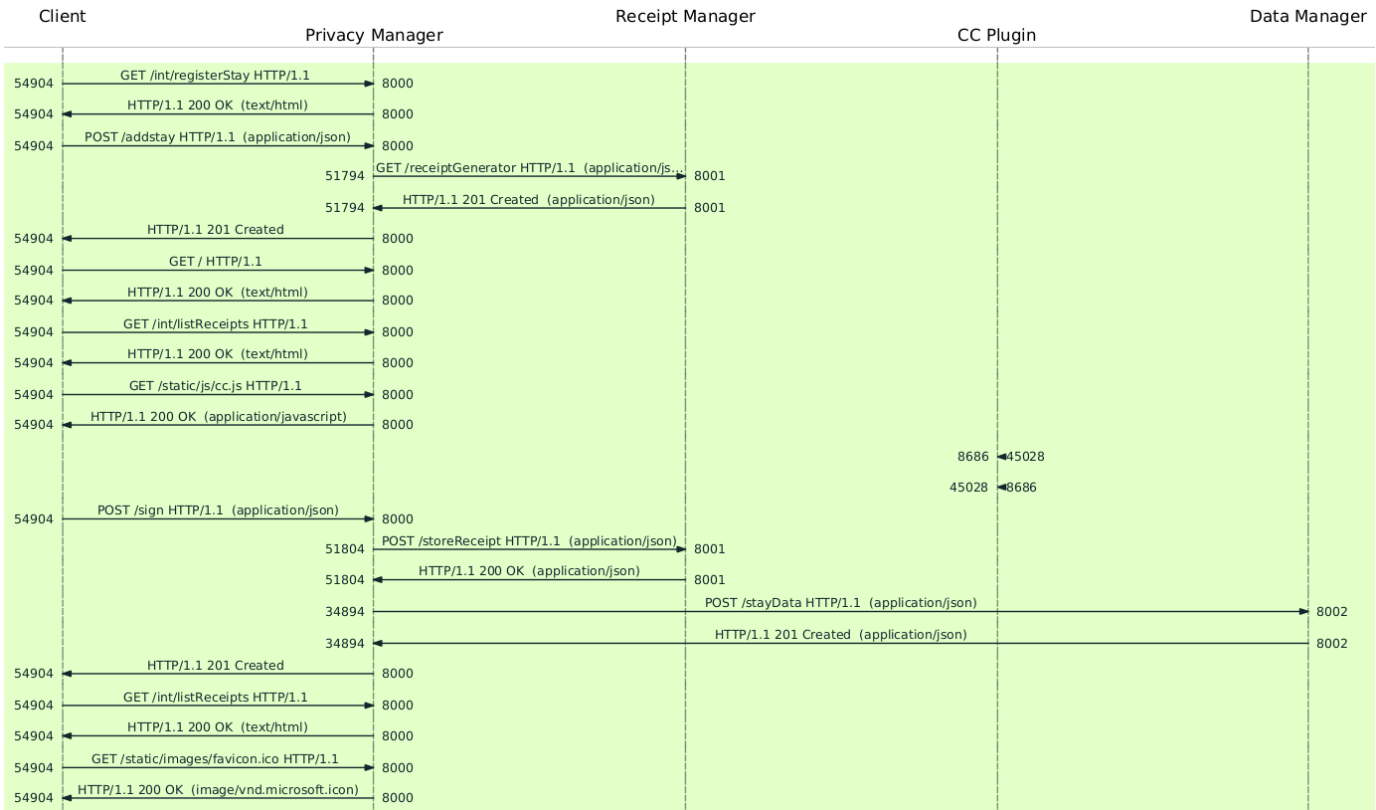 Client
Receipt Manager
Data Manager
Privacy Manager
CC Plugin
GET /int/registerStay HTTP/1.1
54904 8000
HTTP/1.1 200 OK (text/html)
54904 8000
POST /addstay HTTP/1.1 (application/json)
54904 8000
GET /receiptGenerator HTTP/1.1 (application/js...
51794 8001
HTTP/1.1 201 Created (application/json)
51794 8001
HTTP/1.1 201 Created
54904 8000
GET / HTTP/1.1
54904 8000
HTTP/1.1 200 OK (text/html)
54904 8000
GET /int/listReceipts HTTP/1.1
54904 8000
HTTP/1.1 200 OK (text/html)
54904 8000
GET /static/js/cc.js HTTP/1.1
54904 8000
HTTP/1.1 200 OK (application/javascript)
54904 8000
8686 45028
45028 8686
POST /sign HTTP/1.1 (application/json)
54904 8000
POST /storeReceipt HTTP/1.1 (application/json)
51804 8001
HTTP/1.1 200 OK (application/json)
51804 8001
POST /stayData HTTP/1.1 (application/json)
34894 8002
HTTP/1.1 201 Created (application/json)
34894 8002
HTTP/1.1 201 Created
54904 8000
GET /int/listReceipts HTTP/1.1
54904 8000
HTTP/1.1 200 OK (text/html)
54904 8000
GET /static/images/favicon.ico HTTP/1.1
54904 8000
HTTP/1.1 200 OK (image/vnd.microsoft.icon)
54904 8000